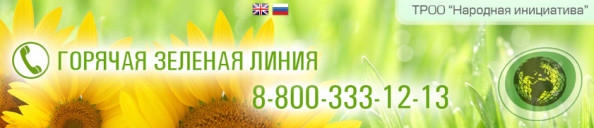 ТРОО "Народная инициатива"
ГОРЯЧАЯ ЗЕЛЕНАЯ ЛИНИЯ
8-800-333-12-13